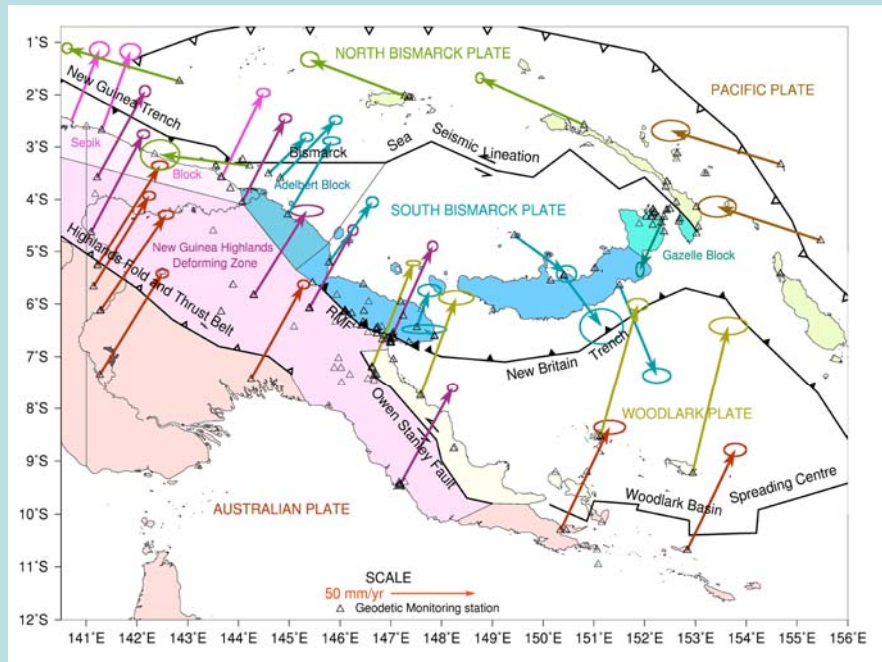 1˚S
2˚S
3˚S
4˚S
5˚S
6˚S
7˚S
8˚S
9˚S
10˚S
11˚S
12˚S
NORTH BISMARCK PLATE
PACIFIC PLATE
New Guinea Trench
Sepik
Block
Bismarck
Sea
Seismic Lineation
Adelbert Block
SOUTH BISMARCK PLATE
New Guinea Highlands
Deforming Zone
Gazelle Block
Highlands Fold and Thrust Belt
RMF
New Britain
Trench
Owen Stanley Fault
WOODLARK PLATE
Woodlark Basin
Spreading Centre
AUSTRALIAN PLATE
SCALE
50 mm/yr
Geodetic Monitoring station
141˚E
142˚E
143˚E
144˚E
145˚E
146˚E
147˚E
148˚E
149˚E
150˚E
151˚E
152˚E
153˚E
154˚E
155˚E
156˚E